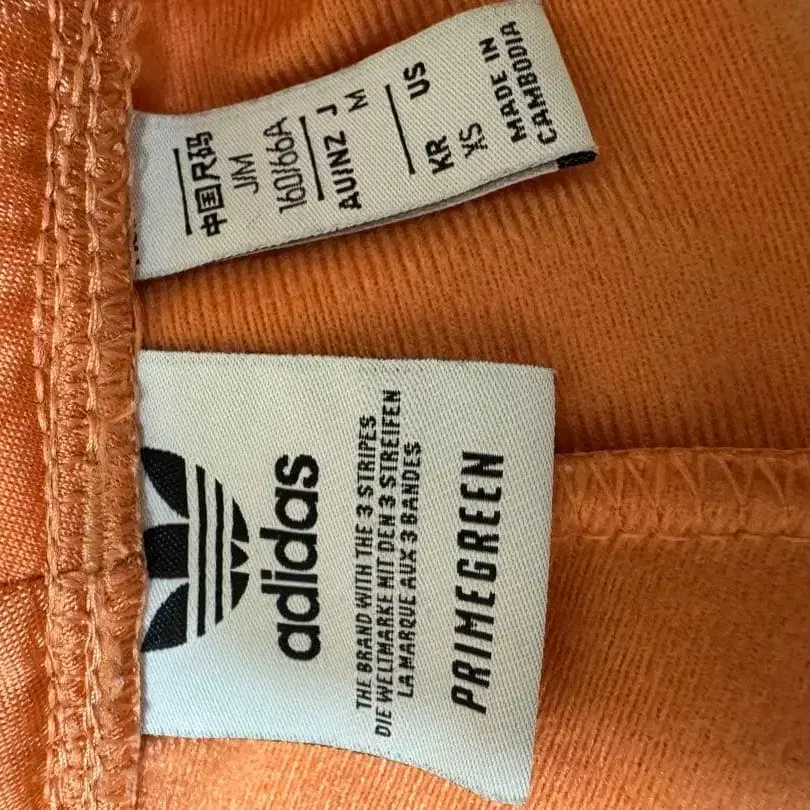 中国尺码
J/M
160/66A
AU/NZ J
M
KR US
XS
MADE IN
CAMBODIA
adidas
THE BRAND WITH THE 3 STRIPES
DIE WELTMARKE MIT DEN 3 STREIFEN
LA MARQUE AUX 3 BANDES
PRIMEGREEN